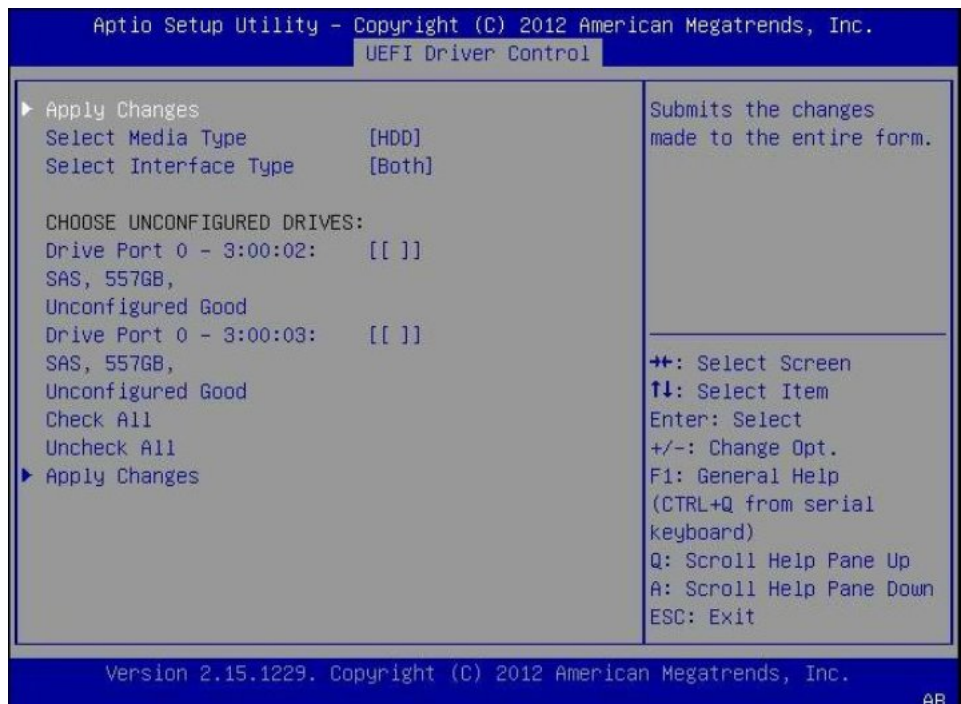 Aptio Setup Utility – Copyright (C) 2012 American Megatrends, Inc.
UEFI Driver Control
▶ Apply Changes
Select Media Type [HDD]
Select Interface Type [Both]
CHOOSE UNCONFIGURED DRIVES:
Drive Port 0 – 3:00:02: [[ ]]
SAS, 557GB,
Unconfigured Good
Drive Port 0 – 3:00:03: [[ ]]
SAS, 557GB,
Unconfigured Good
Check All
Uncheck All
▶ Apply Changes
Submits the changes
made to the entire form.
→←: Select Screen
↑↓: Select Item
Enter: Select
+/-: Change Opt.
F1: General Help
(CTRL+Q from serial
keyboard)
Q: Scroll Help Pane Up
A: Scroll Help Pane Down
ESC: Exit
Version 2.15.1229. Copyright (C) 2012 American Megatrends, Inc.
AB